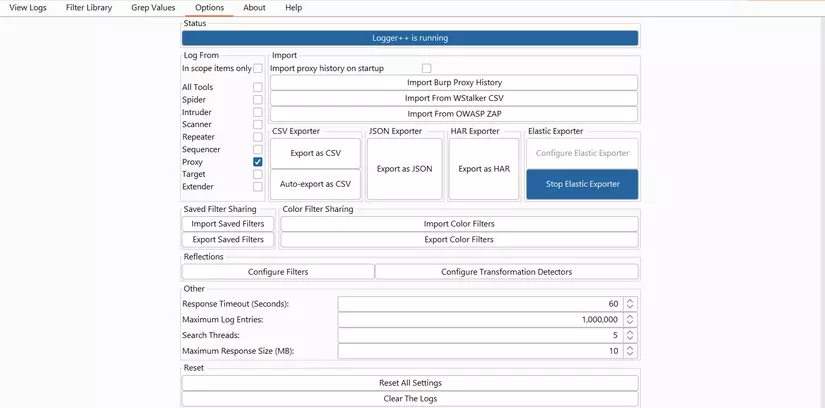 View Logs Filter Library Grep Values Options About Help
Status
Logger++ is running
Log From
In scope items only
All Tools
Spider
Intruder
Scanner
Repeater
Sequencer
Proxy
Target
Extender
Import
Import proxy history on startup
Import Burp Proxy History
Import From WStalker CSV
Import From OWASP ZAP
CSV Exporter
Export as CSV
Auto-export as CSV
JSON Exporter
Export as JSON
HAR Exporter
Export as HAR
Elastic Exporter
Configure Elastic Exporter
Stop Elastic Exporter
Saved Filter Sharing
Import Saved Filters
Export Saved Filters
Color Filter Sharing
Import Color Filters
Export Color Filters
Reflections
Configure Filters Configure Transformation Detectors
Other
Response Timeout (Seconds): 60
Maximum Log Entries: 1,000,000
Search Threads: 5
Maximum Response Size (MB): 10
Reset
Reset All Settings
Clear The Logs